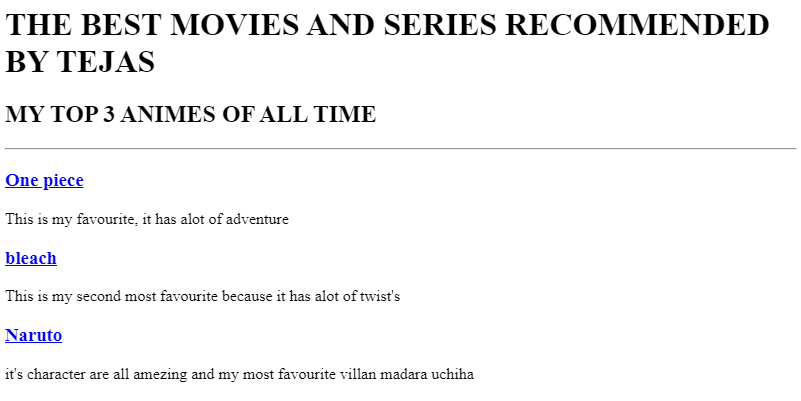 THE BEST MOVIES AND SERIES RECOMMENDED
BY TEJAS
MY TOP 3 ANIMES OF ALL TIME
One piece
This is my favourite, it has alot of adventure
bleach
This is my second most favourite because it has alot of twist's
Naruto
it's character are all amezing and my most favourite villan madara uchiha